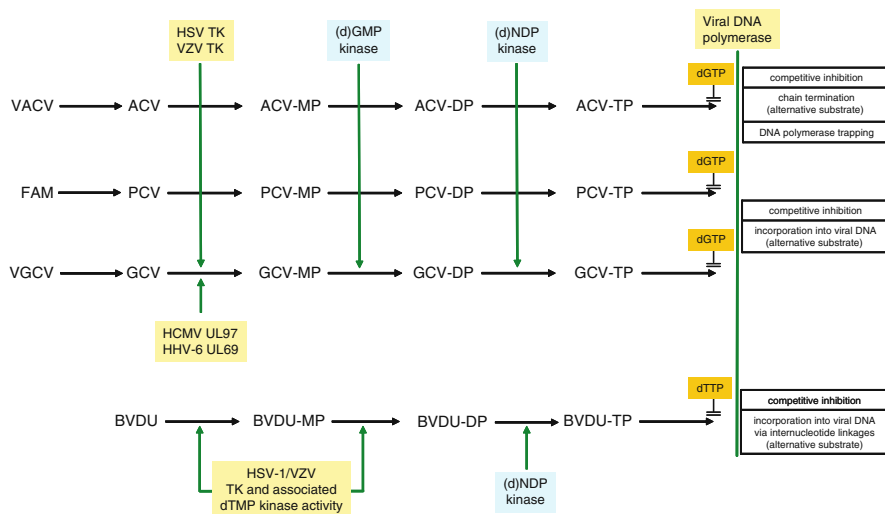 HSV TK
VZV TK
(d)GMP
kinase
(d)NDP
kinase
Viral DNA
polymerase
dGTP
VACV
ACV
ACV-MP
ACV-DP
ACV-TP
competitive inhibition
chain termination
(alternative substrate)
DNA polymerase trapping
dGTP
FAM
PCV
PCV-MP
PCV-DP
PCV-TP
competitive inhibition
incorporation into viral DNA
(alternative substrate)
dGTP
VGCV
GCV
GCV-MP
GCV-DP
GCV-TP
HCMV UL97
HHV-6 UL69
dTTP
BVDU
BVDU-MP
BVDU-DP
BVDU-TP
competitive inhibition
incorporation into viral DNA
via internucleotide linkages
(alternative substrate)
HSV-1/VZV
TK and associated
dTMP kinase activity
(d)NDP
kinase